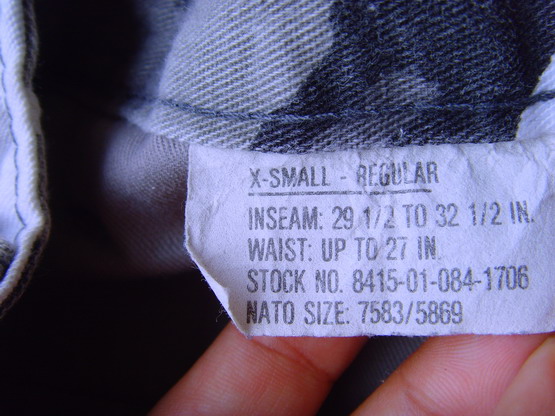 X-SMALL - REGULAR
INSEAM: 29 1/2 TO 32 1/2 IN.
WAIST: UP TO 27 IN.
STOCK NO. 8415-01-084-1706
NATO SIZE: 7583/5869